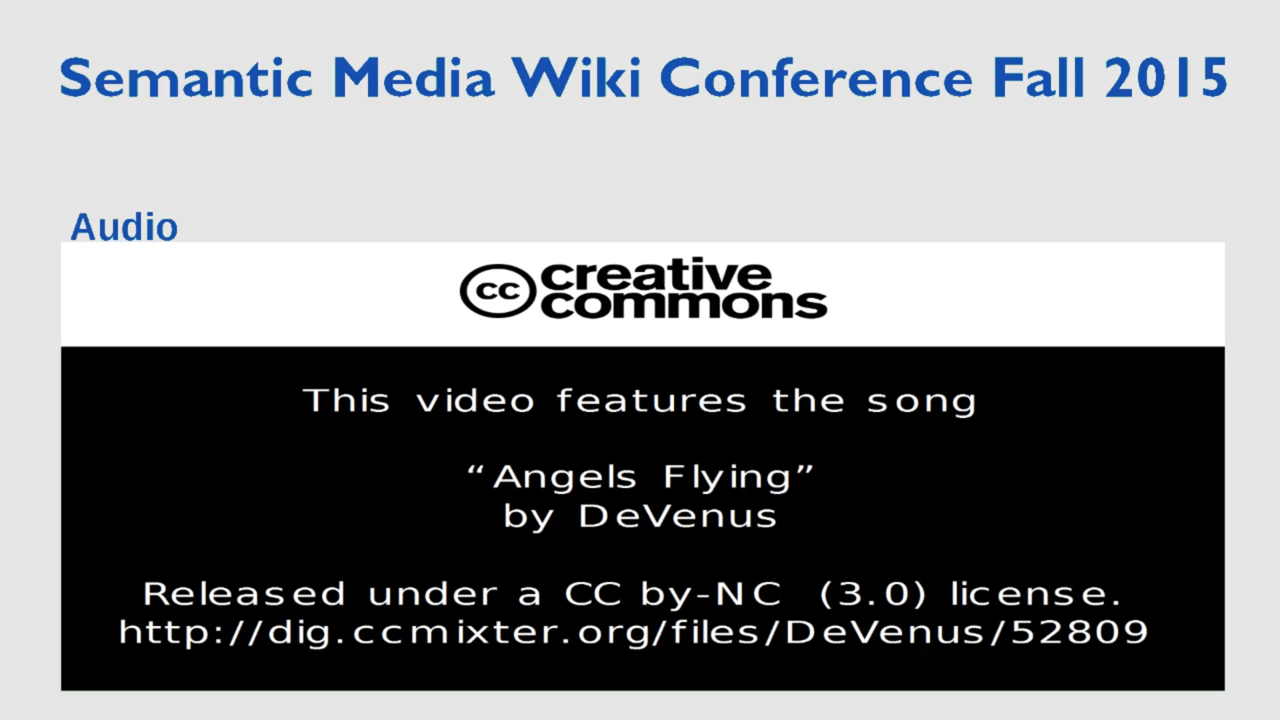 Semantic Media Wiki Conference Fall 2015
Audio
cc creative
commons
This video features the song
“Angels Flying”
by DeVenus
Released under a CC by-NC (3.0) license.
http://dig.ccmixter.org/files/DeVenus/52809